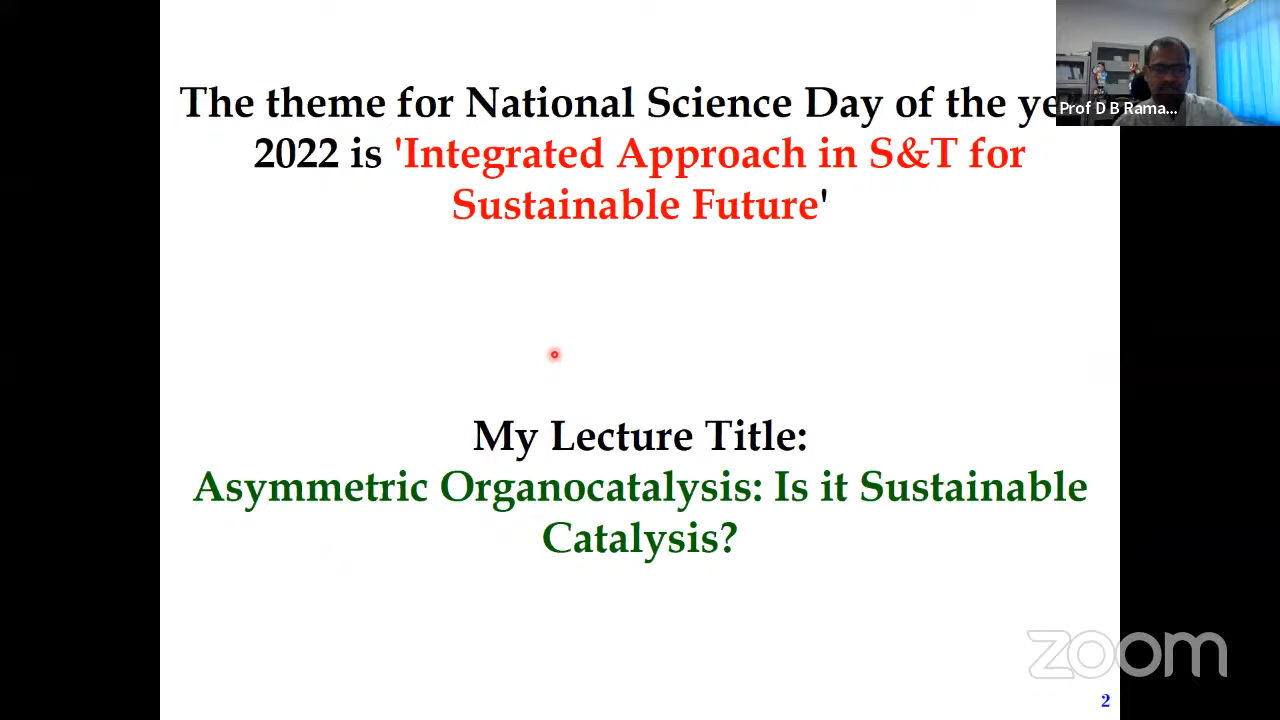 The theme for National Science Day of the ye
2022 is 'Integrated Approach in S&T for
Sustainable Future'
Prof D B Rama...
My Lecture Title:
Asymmetric Organocatalysis: Is it Sustainable
Catalysis?
zoom
2